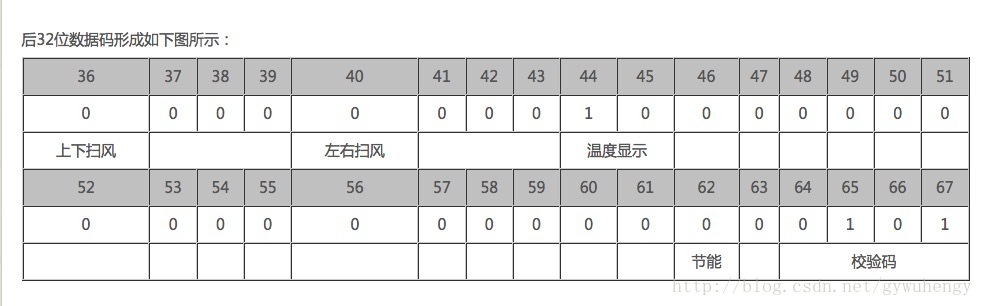 后32位数据码形成如下图所示：
36 37 38 39 40 41 42 43 44 45 46 47 48 49 50 51
0 0 0 0 0 0 0 0 1 0 0 0 0 0 0 0
上下扫风 左右扫风 温度显示
52 53 54 55 56 57 58 59 60 61 62 63 64 65 66 67
0 0 0 0 0 0 0 0 0 0 0 0 0 1 0 1
节能 校验码
http://blog.csdn.net/gywuhengy